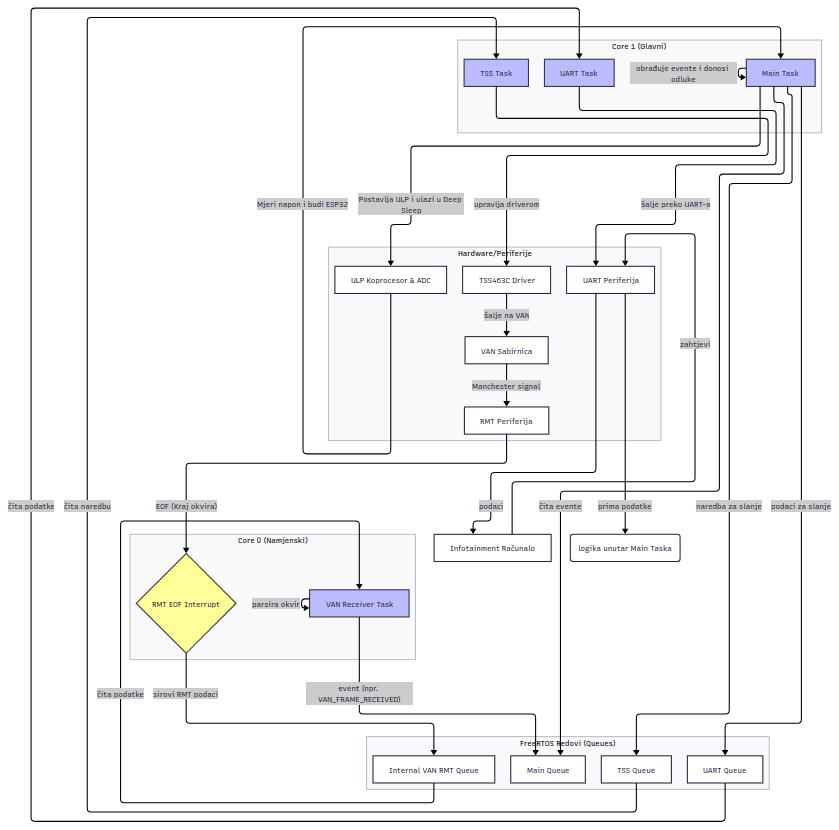 Core 1 (Glavni)
TSS Task
UART Task
obrađuje evente i donosi
odluke
Main Task
Mjeri napon i budi ESP32
Postavlja ULP i ulazi u Deep
Sleep
upravlja driverom
šalje preko UART-a
Hardware/Periferije
ULP Koprocesor & ADC
TSS463C Driver
UART Periferija
šalje na VAN
zahtjevi
VAN Sabirnica
Manchester signal
RMT Periferija
čita podatke
čita naredbu
EOF (Kraj okvira)
podaci
čita evente
prima podatke
naredba za slanje
podaci za slanje
Core 0 (Namjenski)
Infotainment Računalo
logika unutar Main Taska
RMT EOF Interrupt
parsira okvir
VAN Receiver Task
čita podatke
sirovi RMT podaci
event (npr.
VAN_FRAME_RECEIVED)
FreeRTOS Redovi (Queues)
Internal VAN RMT Queue
Main Queue
TSS Queue
UART Queue